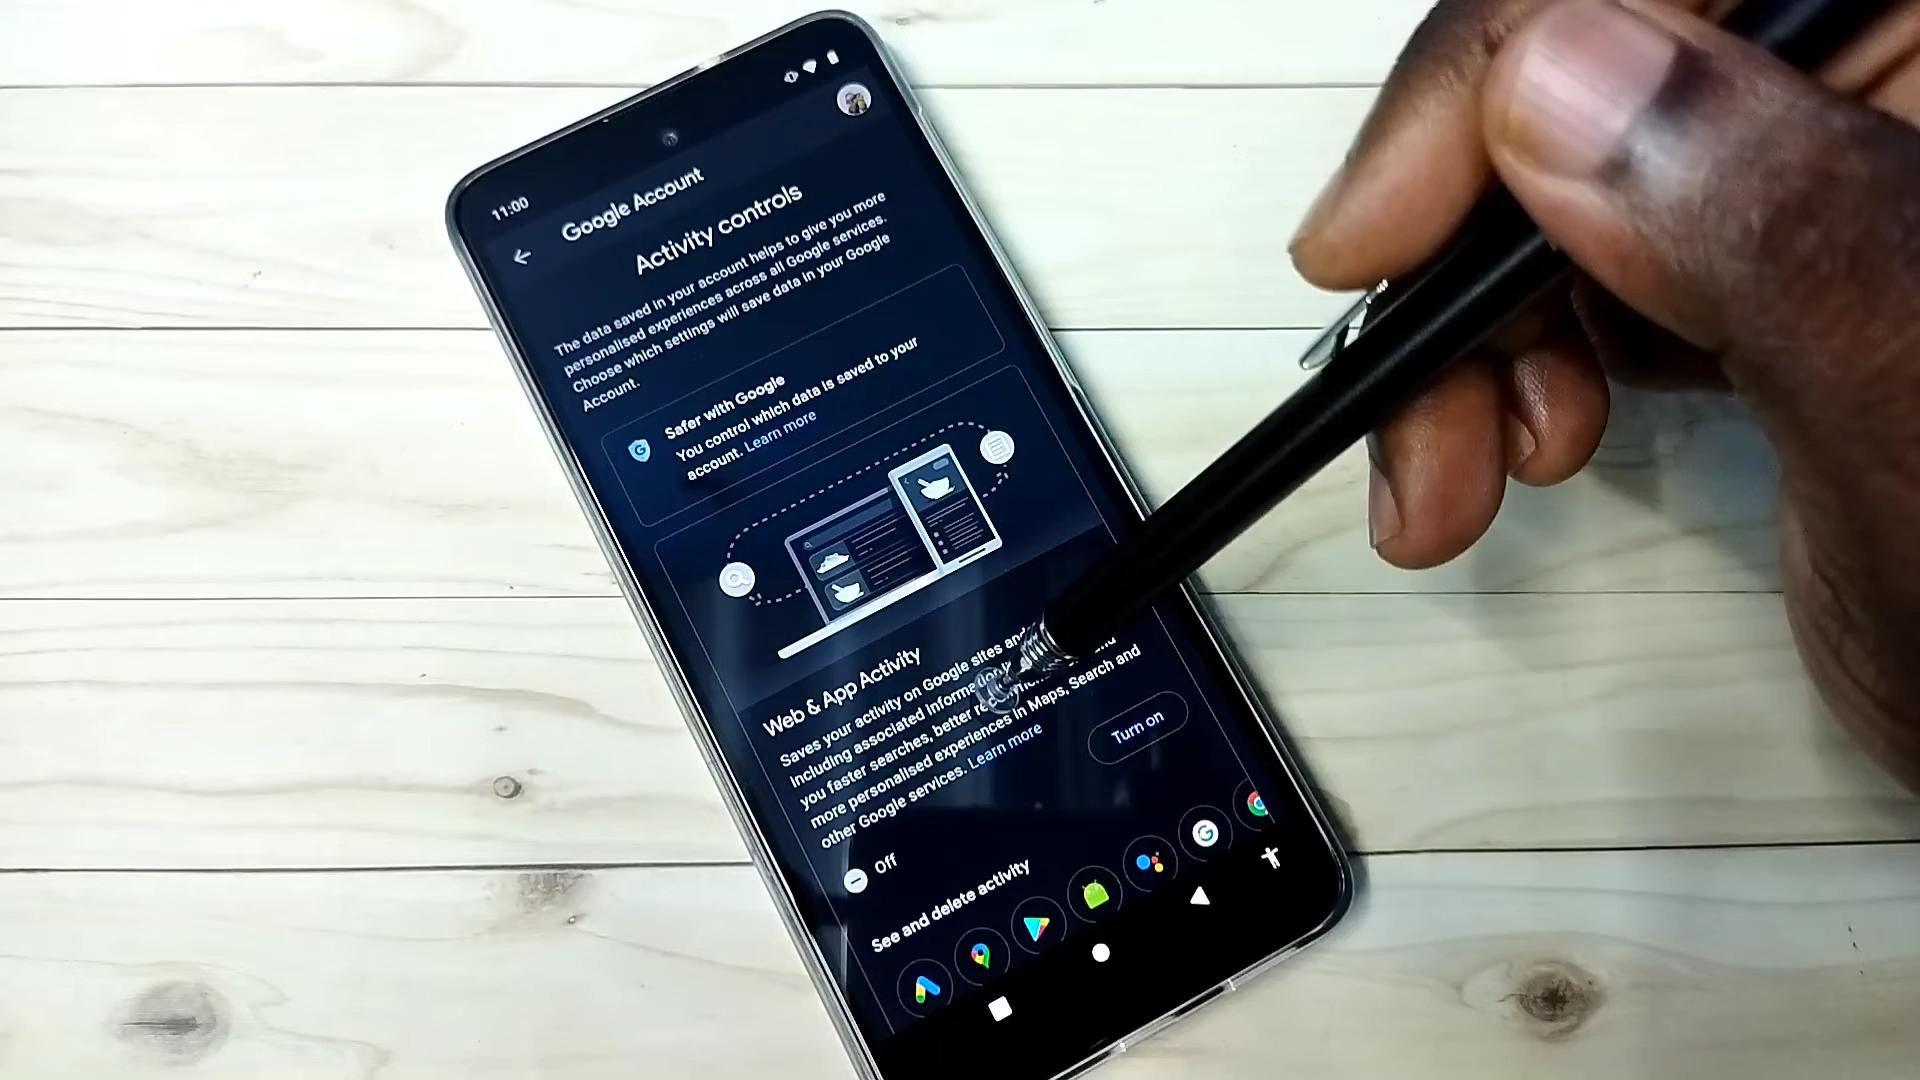 11:00
Google Account
Activity controls
The data saved in your account helps to give you more
personalised experiences across all Google services.
Choose which settings will save data in your Google
Account.
Safer with Google
You control which data is saved to your
account. Learn more
Web & App Activity
Saves your activity on Google sites and
including associated information
you faster searches, better and
more personalised experiences in Maps, Search and
other Google services. Learn more
Turn on
Off
See and delete activity